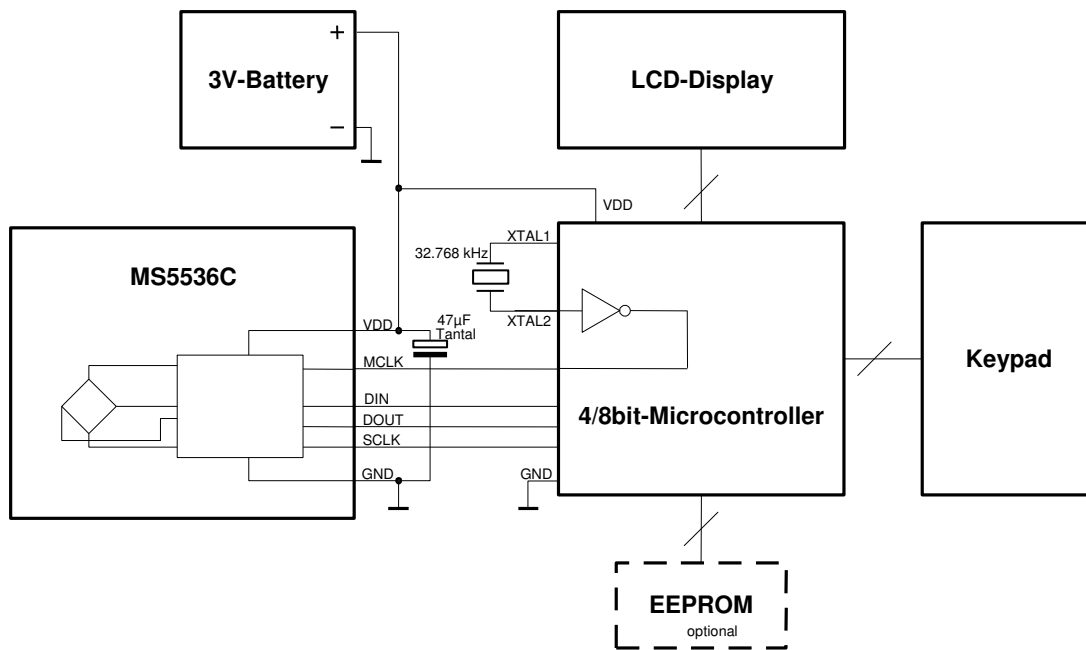 +
3V-Battery
−
LCD-Display
VDD
XTAL1
32.768 kHz
MS5536C
XTAL2
47µF
Tantal
VDD
MCLK
Keypad
DIN
4/8bit-Microcontroller
DOUT
SCLK
GND
GND
EEPROM
optional